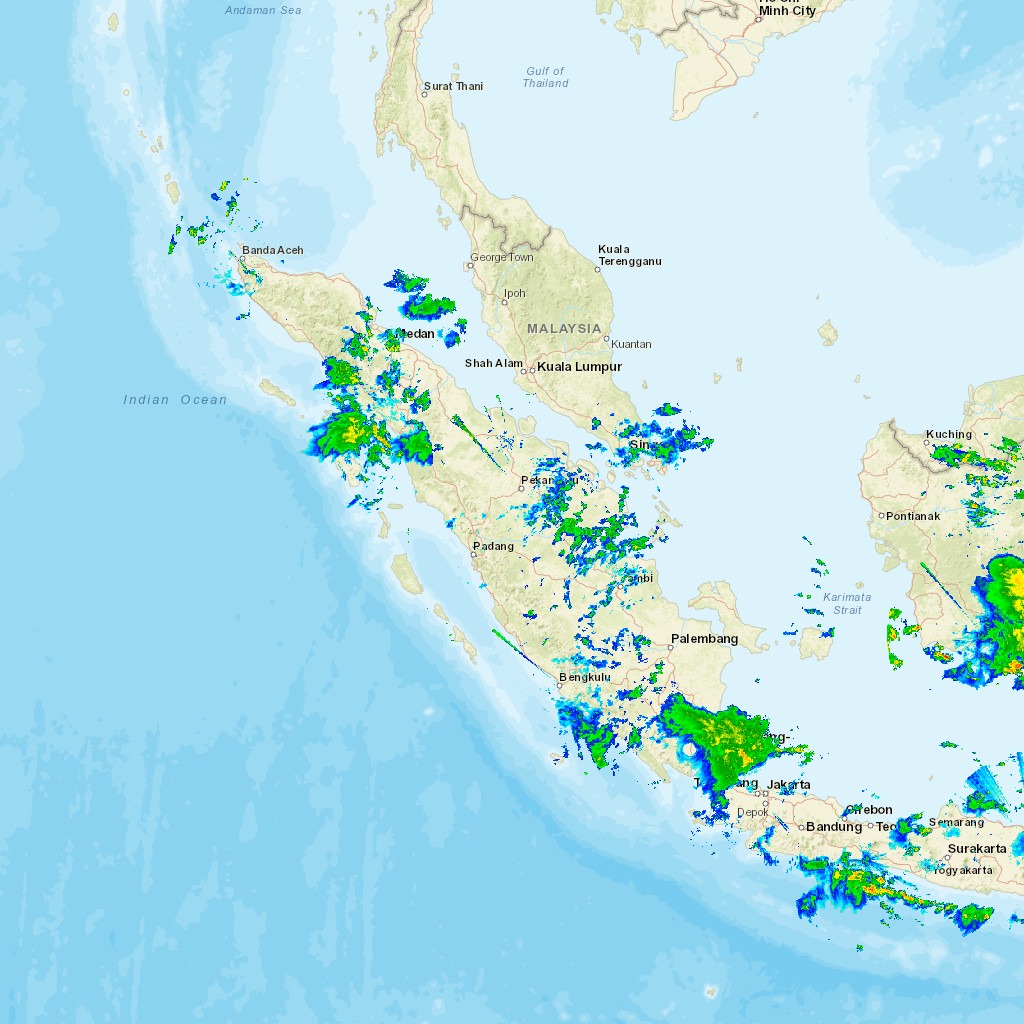 Andaman Sea
Minh City
Gulf of
Thailand
Surat Thani
Banda Aceh
George Town
Kuala
Terengganu
Ipoh
MALAYSIA
Kuantan
Shah Alam
Kuala Lumpur
Indian Ocean
Kuching
Pontianak
Padang
Karimata
Strait
Palembang
Bengkulu
Jakarta
Depok
Bandung
Semarang
Surakarta
Yogyakarta